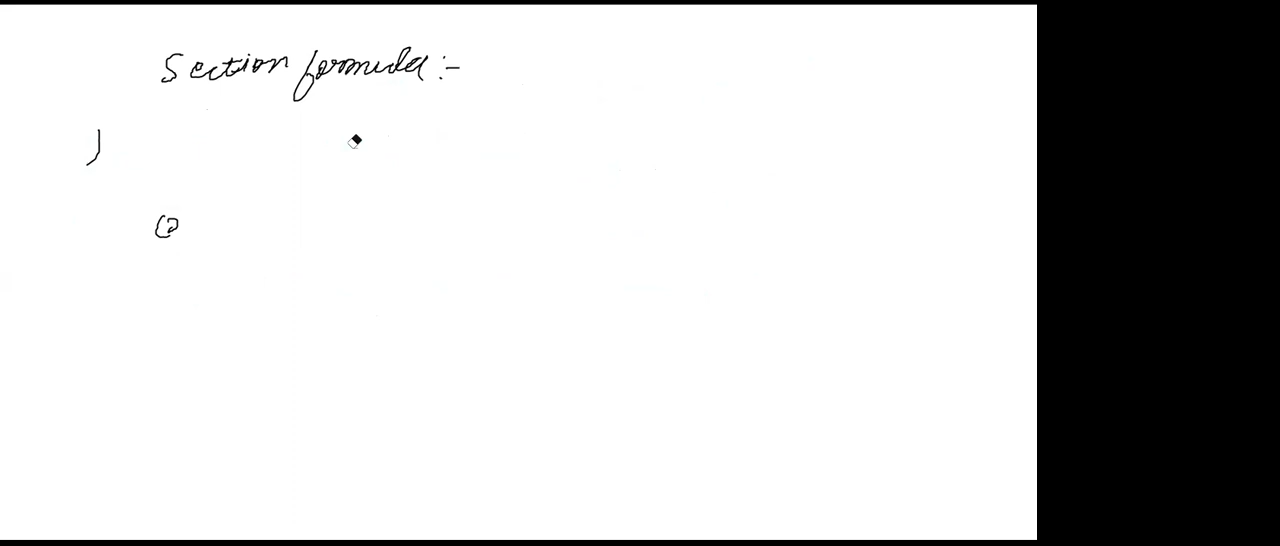 Section formula :-
)